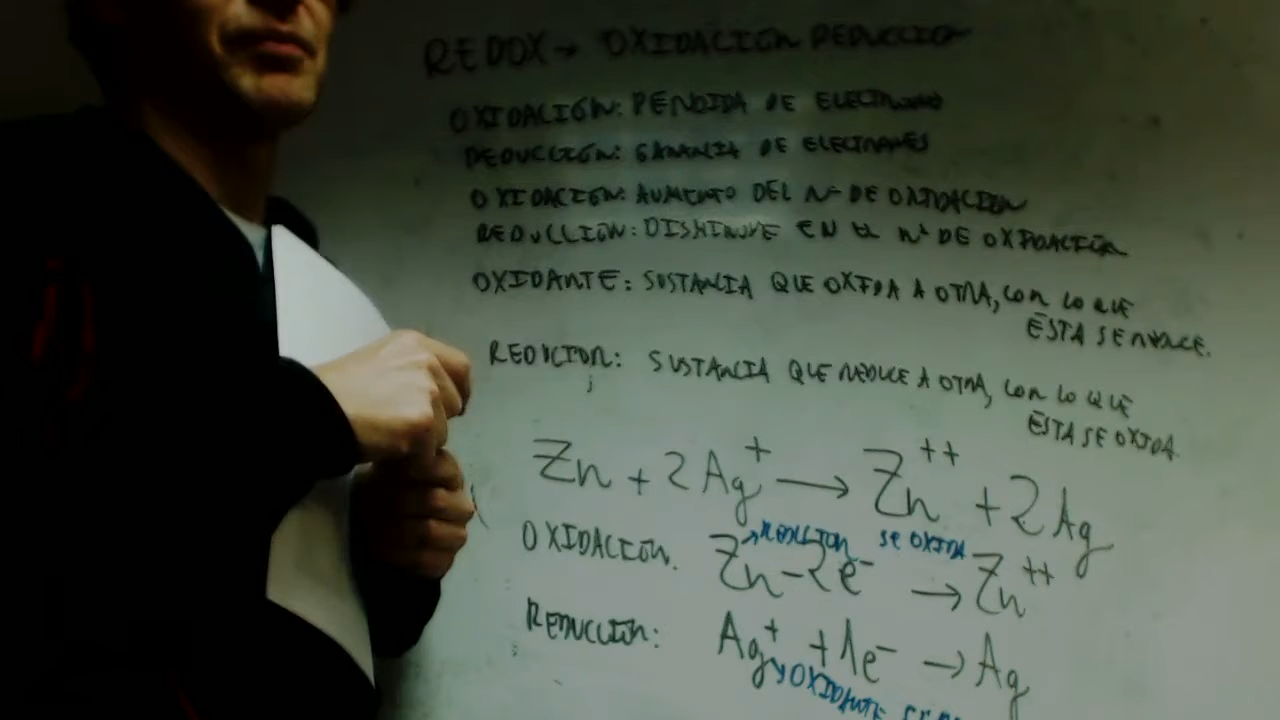 REDOX → OXIDACIÓN REDUCCIÓN
OXIDACIÓN: PÉRDIDA DE ELECTRONES
REDUCCIÓN: GANANCIA DE ELECTRONES
OXIDACIÓN: AUMENTO DEL Nº DE OXIDACIÓN
REDUCCIÓN: DISMINUYE EN EL Nº DE OXIDACIÓN
OXIDANTE: SUSTANCIA QUE OXIDA A OTRA, CON LO QUE
ÉSTA SE REDUCE.
REDUCTOR: SUSTANCIA QUE REDUCE A OTRA, CON LO QUE
ÉSTA SE OXIDA.
Zn + 2Ag⁺ → Zn⁺⁺ + 2Ag
OXIDACIÓN. Zn - 2e⁻ → Zn⁺⁺
→ REDUCTOR SE OXIDA
REDUCCIÓN: Ag⁺ + 1e⁻ → Ag
OXIDANTE